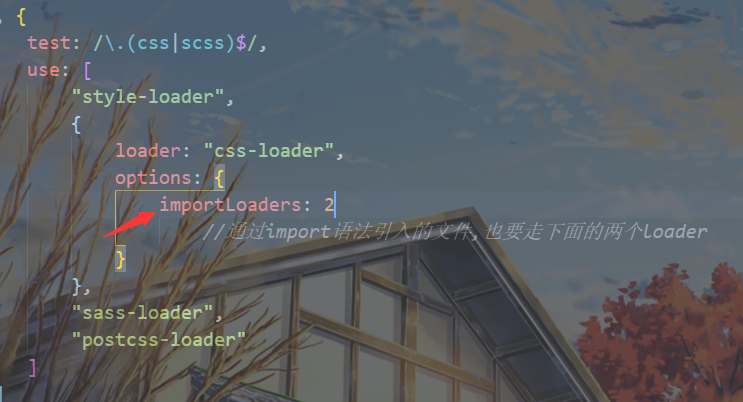 , {
test: /\.(css|scss)$/,
use: [
"style-loader",
{
loader: "css-loader",
options: {
importLoaders: 2
//通过import语法引入的文件,也要走下面的两个loader
}
},
"sass-loader",
"postcss-loader"
]